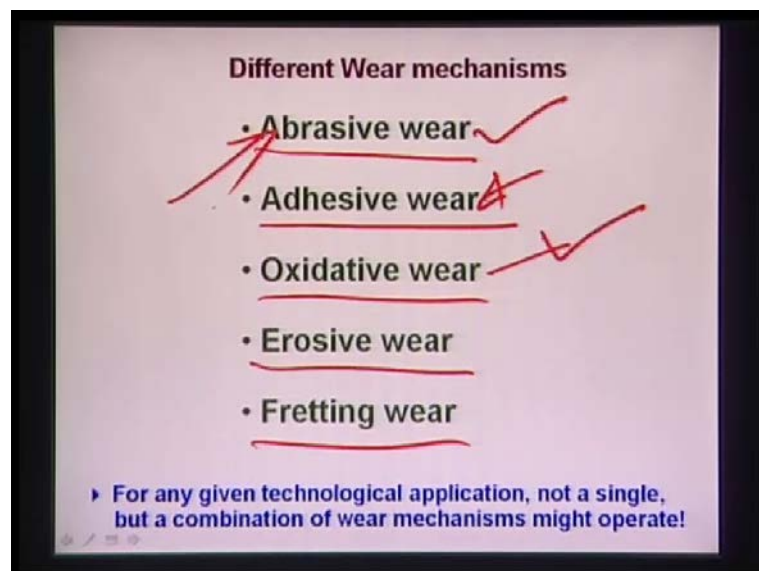 Different Wear mechanisms
• Abrasive wear
• Adhesive wear
• Oxidative wear
• Erosive wear
• Fretting wear
‣ For any given technological application, not a single,
but a combination of wear mechanisms might operate!